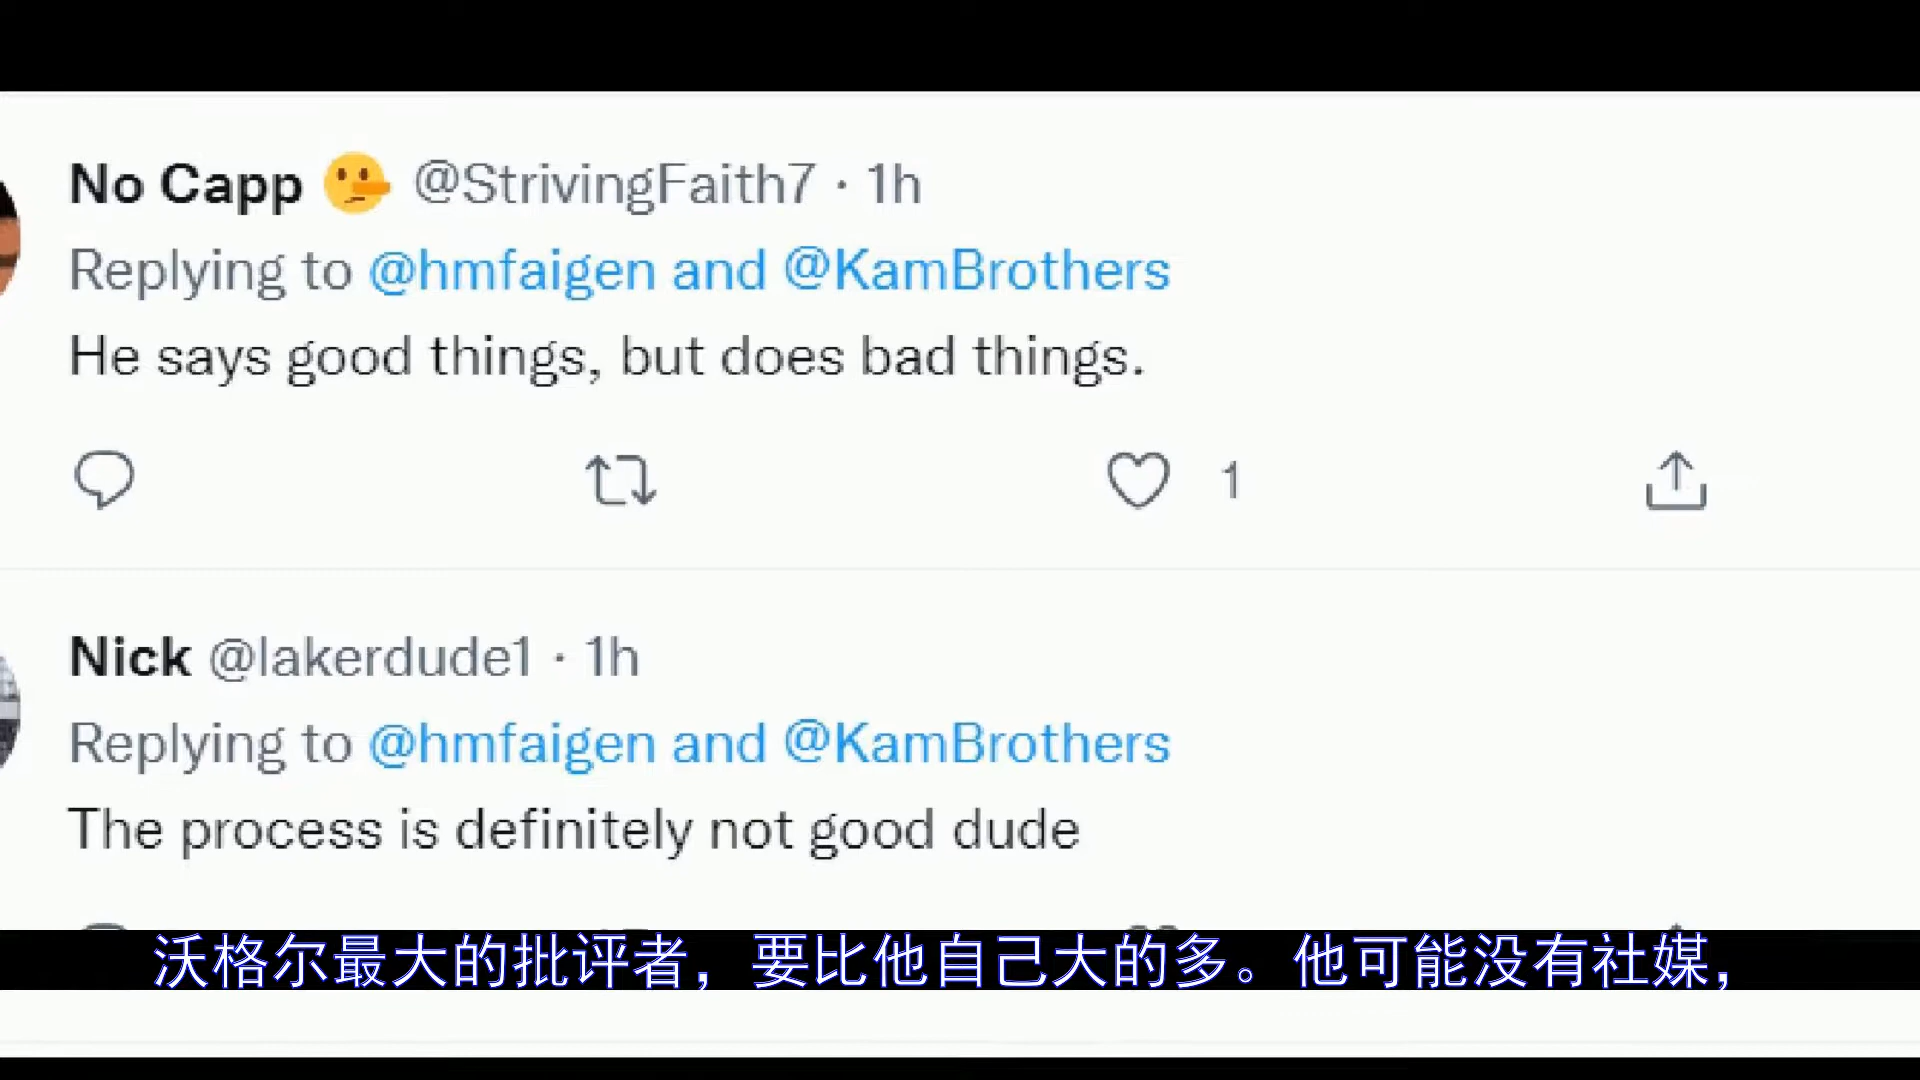 No Capp 🤥 @StrivingFaith7 · 1h
Replying to @hmfaigen and @KamBrothers
He says good things, but does bad things.
1
Nick @lakerdude1 · 1h
Replying to @hmfaigen and @KamBrothers
The process is definitely not good dude
沃格尔最大的批评者，要比他自己大的多。他可能没有社媒，